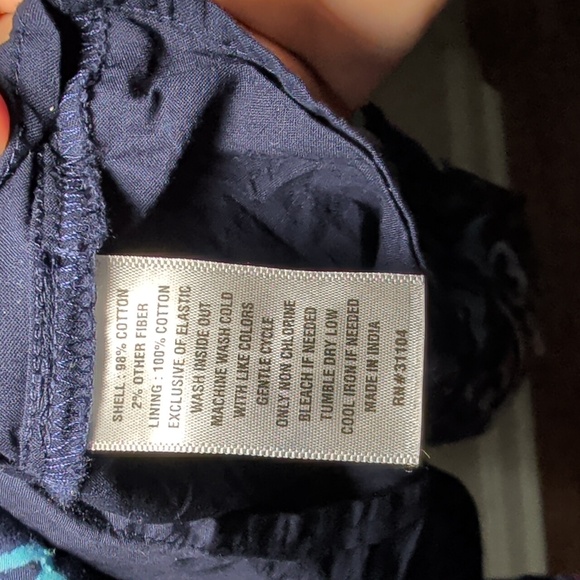 SHELL : 98% COTTON
2% OTHER FIBER
LINING : 100% COTTON
EXCLUSIVE OF ELASTIC
WASH INSIDE OUT
MACHINE WASH COLD
WITH LIKE COLORS
GENTLE CYCLE
ONLY NON CHLORINE
BLEACH IF NEEDED
TUMBLE DRY LOW
COOL IRON IF NEEDED
MADE IN INDIA
RN#31104